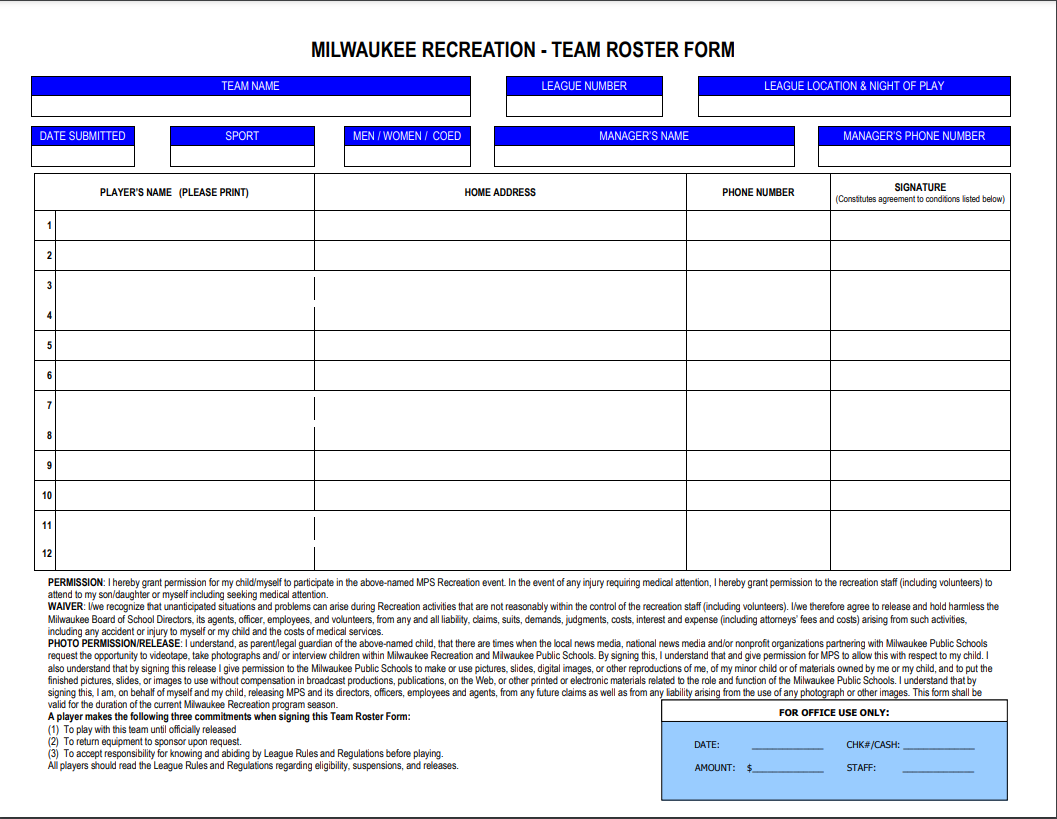 MILWAUKEE RECREATION - TEAM ROSTER FORM
TEAM NAME
LEAGUE NUMBER
LEAGUE LOCATION & NIGHT OF PLAY
DATE SUBMITTED
SPORT
MEN / WOMEN / COED
MANAGER'S NAME
MANAGER'S PHONE NUMBER
PLAYER'S NAME (PLEASE PRINT)
HOME ADDRESS
PHONE NUMBER
SIGNATURE
(Constitutes agreement to conditions listed below)
1
2
3
4
5
6
7
8
9
10
11
12
PERMISSION: I hereby grant permission for my child/myself to participate in the above-named MPS Recreation event. In the event of any injury requiring medical attention, I hereby grant permission to the recreation staff (including volunteers) to
attend to my son/daughter or myself including seeking medical attention.
WAIVER: I/we recognize that unanticipated situations and problems can arise during Recreation activities that are not reasonably within the control of the recreation staff (including volunteers). I/we therefore agree to release and hold harmless the
Milwaukee Board of School Directors, its agents, officer, employees, and volunteers, from any and all liability, claims, suits, demands, judgments, costs, interest and expense (including attorneys' fees and costs) arising from such activities,
including any accident or injury to myself or my child and the costs of medical services.
PHOTO PERMISSION/RELEASE: I understand, as parent/legal guardian of the above-named child, that there are times when the local news media, national news media and/or nonprofit organizations partnering with Milwaukee Public Schools
request the opportunity to videotape, take photographs and/ or interview children within Milwaukee Recreation and Milwaukee Public Schools. By signing this, I understand that and give permission for MPS to allow this with respect to my child. I
also understand that by signing this release I give permission to the Milwaukee Public Schools to make or use pictures, slides, digital images, or other reproductions of me, of my minor child or of materials owned by me or my child, and to put the
finished pictures, slides, or images to use without compensation in broadcast productions, publications, on the Web, or other printed or electronic materials related to the role and function of the Milwaukee Public Schools. I understand that by
signing this, I am, on behalf of myself and my child, releasing MPS and its directors, officers, employees and agents, from any future claims as well as from any liability arising from the use of any photograph or other images. This form shall be
valid for the duration of the current Milwaukee Recreation program season.
A player makes the following three commitments when signing this Team Roster Form:
(1) To play with this team until officially released
(2) To return equipment to sponsor upon request.
(3) To accept responsibility for knowing and abiding by League Rules and Regulations before playing.
All players should read the League Rules and Regulations regarding eligibility, suspensions, and releases.
FOR OFFICE USE ONLY:
DATE: ______________ CHK#/CASH: ______________
AMOUNT: $______________ STAFF: ______________